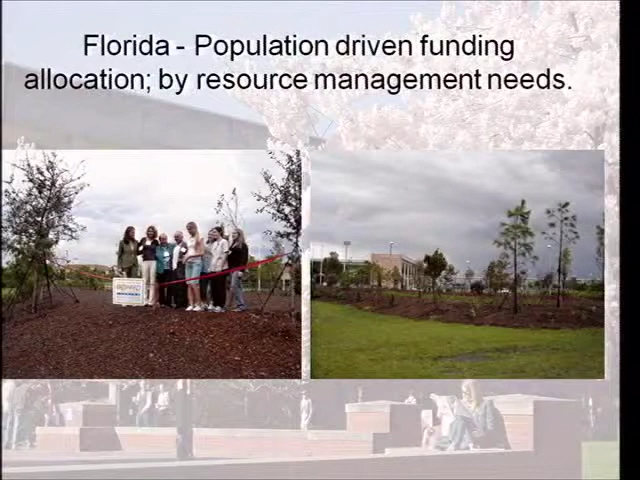 Florida - Population driven funding
allocation; by resource management needs.